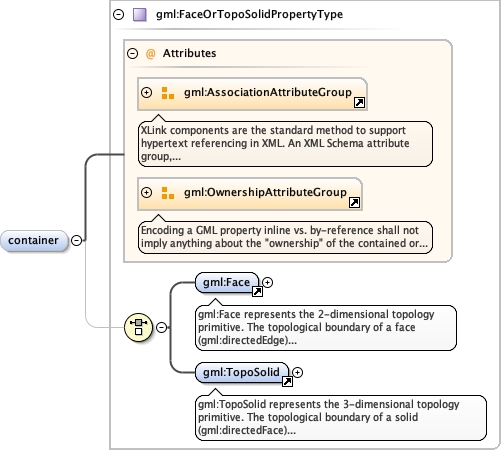 gml:FaceOrTopoSolidPropertyType
@ Attributes
gml:AssociationAttributeGroup
XLink components are the standard method to support
hypertext referencing in XML. An XML Schema attribute
group,...
gml:OwnershipAttributeGroup
Encoding a GML property inline vs. by-reference shall not
imply anything about the "ownership" of the contained or...
container
gml:Face
gml:Face represents the 2-dimensional topology
primitive. The topological boundary of a face
(gml:directedEdge)...
gml:TopoSolid
gml:TopoSolid represents the 3-dimensional topology
primitive. The topological boundary of a solid
(gml:directedFace)...